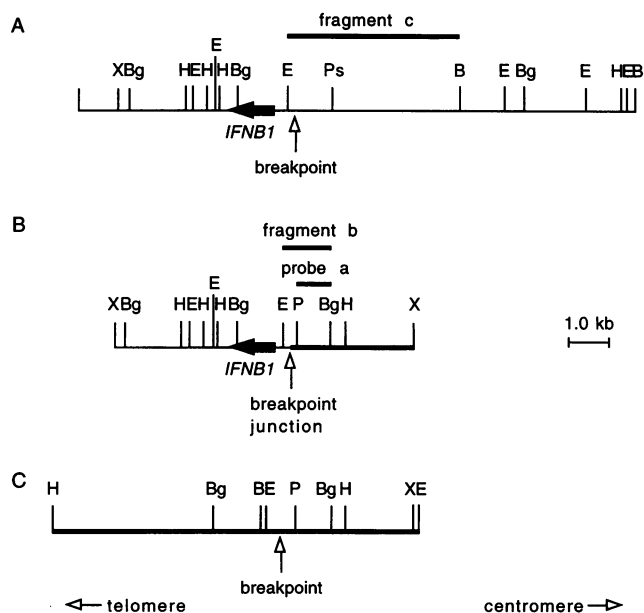 A
fragment c
E
X Bg H E H H Bg E Ps B E Bg E H E B
IFNB1
breakpoint
B
fragment b
probe a
E
X Bg H E H H Bg E P Bg H X
1.0 kb
IFNB1
breakpoint
junction
C
H Bg B E P Bg H X E
breakpoint
telomere centromere